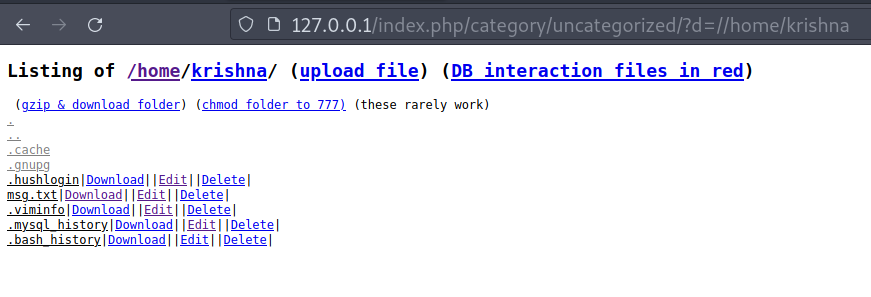 127.0.0.1/index.php/category/uncategorized/?d=//home/krishna
Listing of /home/krishna/ (upload file) (DB interaction files in red)
(gzip & download folder) (chmod folder to 777) (these rarely work)
.
..
.cache
.gnupg
.hushlogin|Download||Edit||Delete|
msg.txt|Download||Edit||Delete|
.viminfo|Download||Edit||Delete|
.mysql_history|Download||Edit||Delete|
.bash_history|Download||Edit||Delete|